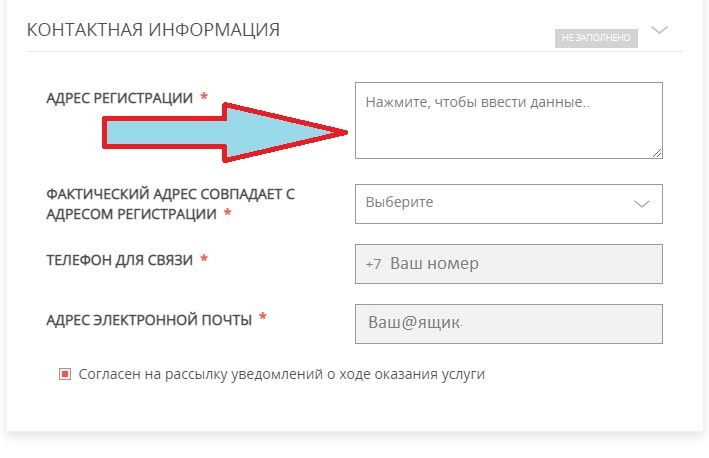 КОНТАКТНАЯ ИНФОРМАЦИЯ
НЕ ЗАПОЛНЕНО
АДРЕС РЕГИСТРАЦИИ *
Нажмите, чтобы ввести данные..
ФАКТИЧЕСКИЙ АДРЕС СОВПАДАЕТ С
АДРЕСОМ РЕГИСТРАЦИИ *
Выберите
ТЕЛЕФОН ДЛЯ СВЯЗИ *
+7 Ваш номер
АДРЕС ЭЛЕКТРОННОЙ ПОЧТЫ *
Ваш@ящик.
Согласен на рассылку уведомлений о ходе оказания услуги